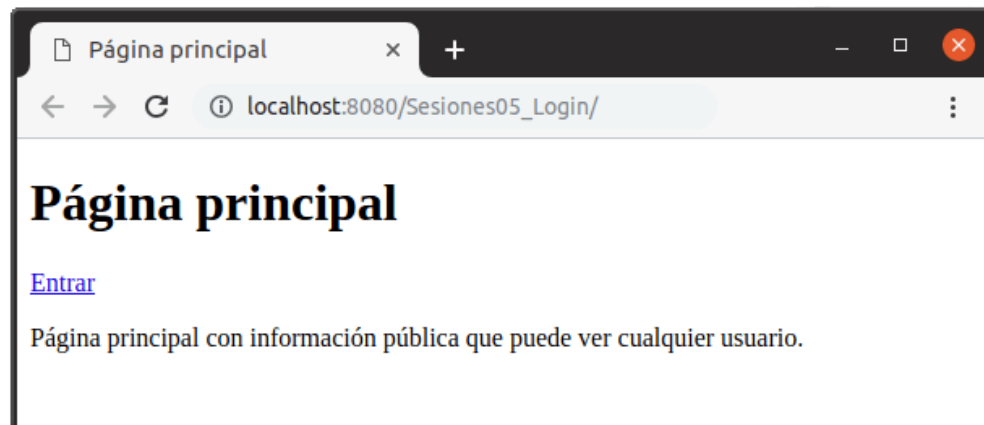 Página principal
localhost:8080/Sesiones05_Login/
Página principal
Entrar
Página principal con información pública que puede ver cualquier usuario.